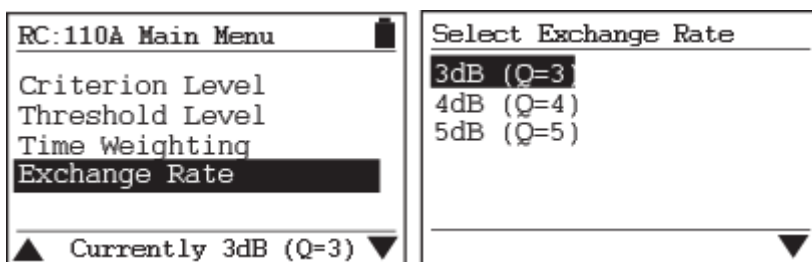 RC:110A Main Menu
Criterion Level
Threshold Level
Time Weighting
Exchange Rate
Currently 3dB (Q=3)
Select Exchange Rate
3dB (Q=3)
4dB (Q=4)
5dB (Q=5)